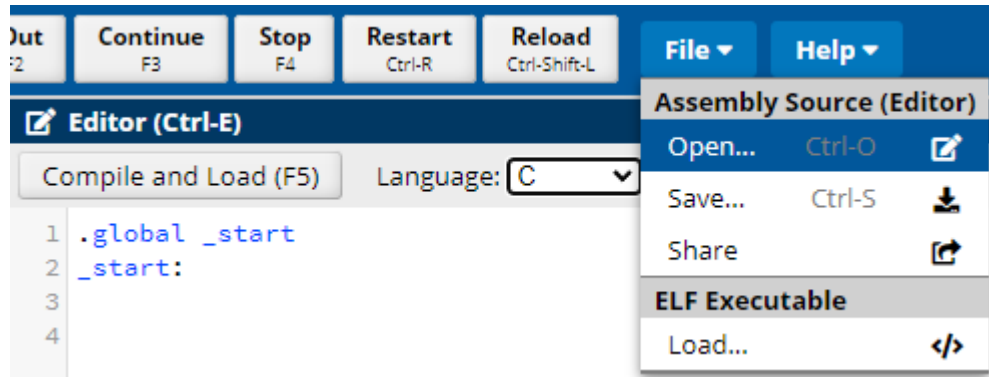 Out Continue Stop Restart Reload File Help
F2 F3 F4 Ctrl-R Ctrl-Shift-L
Assembly Source (Editor)
Editor (Ctrl-E)
Open... Ctrl-O
Compile and Load (F5) Language: C
Save... Ctrl-S
1 .global _start
Share
2 _start:
3
ELF Executable
4
Load...